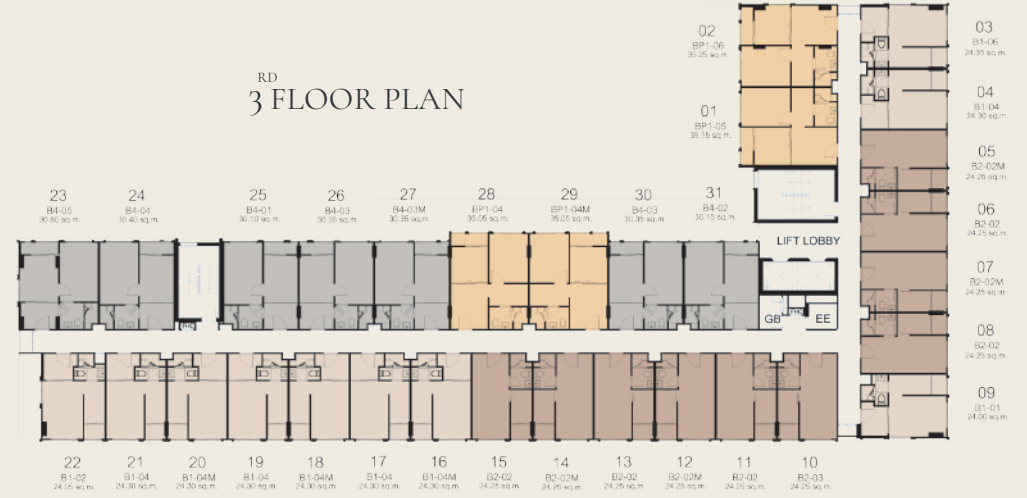 RD
3 FLOOR PLAN
02
BP1-06
35.25 sq.m.
01
BP1-05
35.15 sq.m.
03
B1-06
24.35 sq.m.
04
B1-04
24.30 sq.m.
05
B2-02M
24.25 sq.m.
06
B2-02
24.25 sq.m.
07
B2-02M
24.25 sq.m.
08
B2-02
24.25 sq.m.
09
B1-01
24.00 sq.m.
23
B4-05
24
B4-04
30.40 sq.m.
25
B4-01
30.10 sq.m.
26
B4-03
30.35 sq.m.
27
B4-03M
30.35 sq.m.
28
BP1-04
35.05 sq.m.
29
BP1-04M
35.05 sq.m.
30
B4-03
30.35 sq.m.
31
B4-02
30.15 sq.m.
LIFT LOBBY
GB
EE
22
B1-02
24.05 sq.m.
21
B1-04
24.30 sq.m.
20
B1-04M
24.30 sq.m.
19
B1-04
24.30 sq.m.
18
B1-04M
24.30 sq.m.
17
B1-04
24.30 sq.m.
16
B1-04M
24.30 sq.m.
15
B2-02
24.25 sq.m.
14
B2-02M
24.25 sq.m.
13
B2-02
24.25 sq.m.
12
B2-02M
24.25 sq.m.
11
B2-02
24.25 sq.m.
10
B2-03
24.25 sq.m.